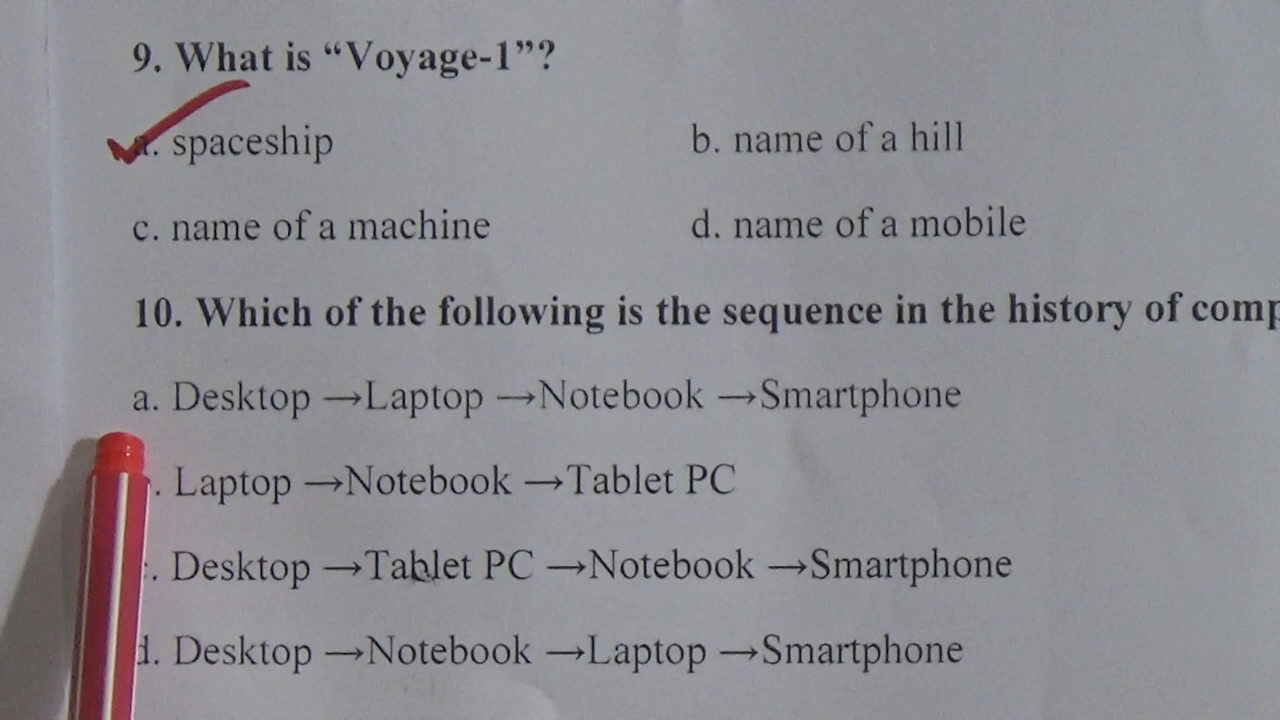 9. What is “Voyage-1”?
a. spaceship b. name of a hill
c. name of a machine d. name of a mobile
10. Which of the following is the sequence in the history of comp
a. Desktop →Laptop →Notebook →Smartphone
. Laptop →Notebook →Tablet PC
. Desktop →Tablet PC →Notebook →Smartphone
d. Desktop →Notebook →Laptop →Smartphone